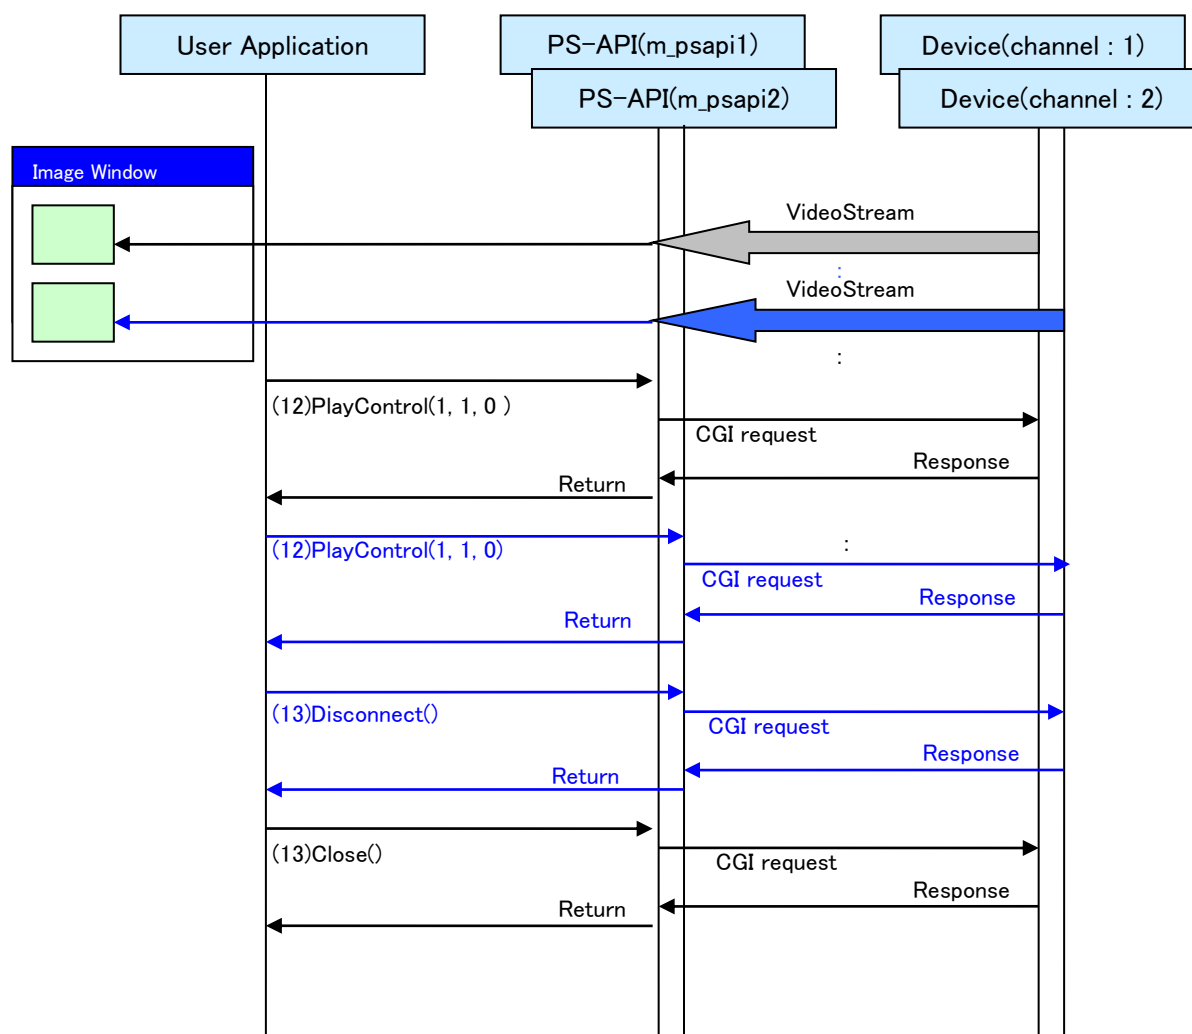 User Application
PS-API(m_psapi1)
Device(channel : 1)
PS-API(m_psapi2)
Device(channel : 2)
Image Window
VideoStream
:
VideoStream
:
(12)PlayControl(1, 1, 0 )
CGI request
Response
Return
(12)PlayControl(1, 1, 0)
:
CGI request
Response
Return
(13)Disconnect()
CGI request
Response
Return
(13)Close()
CGI request
Response
Return